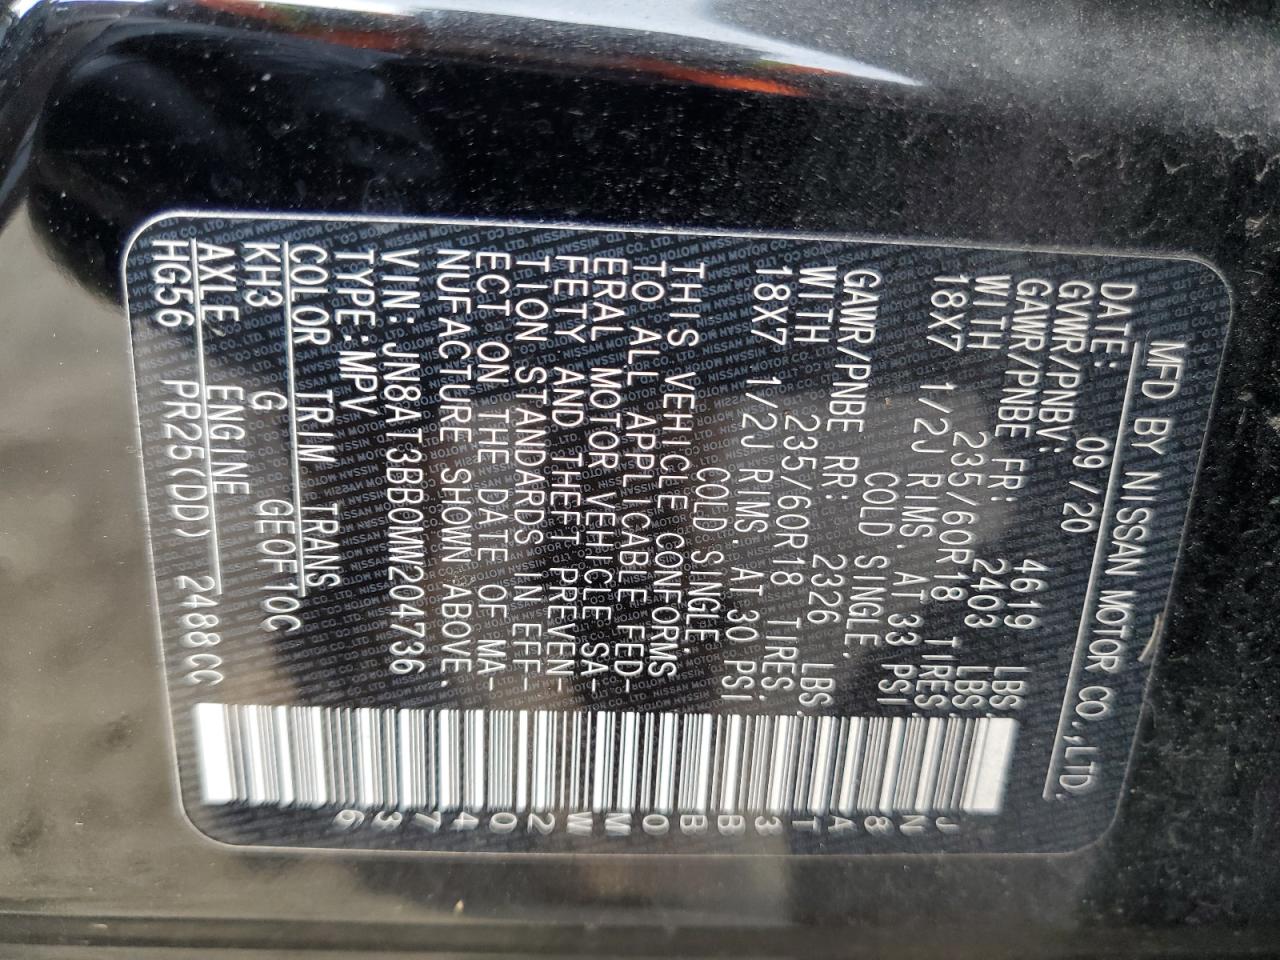 MFD BY NISSAN MOTOR CO.,LTD.
DATE: 09/20
GVWR/PNBV: 4619 LBS.
GAWR/PNBE FR: 2403 LBS.
WITH 235/60R18 TIRES,
18X7 1/2J RIMS, AT 33 PSI
COLD SINGLE.
GAWR/PNBE RR: 2326 LBS.
WITH 235/60R18 TIRES,
18X7 1/2J RIMS, AT 30 PSI
COLD SINGLE.
THIS VEHICLE CONFORMS
TO ALL APPLICABLE FED-
ERAL MOTOR VEHICLE SA-
FETY AND THEFT PREVEN-
TION STANDARDS IN EFF-
ECT ON THE DATE OF MA-
NUFACTURE SHOWN ABOVE.
VIN: JN8AT3BB0MW204736
TYPE:MPV
COLOR TRIM TRANS
KH3 G GE0F10C
AXLE ENGINE
HG56 PR25(DD) 2488CC
JN8AT3BB0MW204736